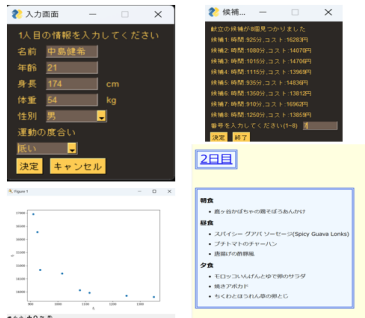 入力画面
1人目の情報を入力してください
名前 中島健希
年齢 21
身長 174 cm
体重 54 kg
性別 男
運動の度合い
低い
決定 キャンセル
候補...
献立の候補が8個見つかりました
候補1: 時間:925分,コスト:16283円
候補2: 時間:1080分,コスト:14078円
候補3: 時間:1015分,コスト:14708円
候補4: 時間:1115分,コスト:13969円
候補5: 時間:935分,コスト:14836円
候補6: 時間:1350分,コスト:13812円
候補7: 時間:910分,コスト:16962円
候補8: 時間:1250分,コスト:13859円
番号を入力してください(1~8)
決定 終了
Figure 1
2日目
朝食
昼食
スパイシー グアバ ソーセージ(Spicy Guava Lonks)
プチトマトのチャーハン
唐揚げの酢豚風
夕食
モロッコいんげんとゆで卵のサラダ
焼きアボカド
ちくわとほうれん草の卵とじ